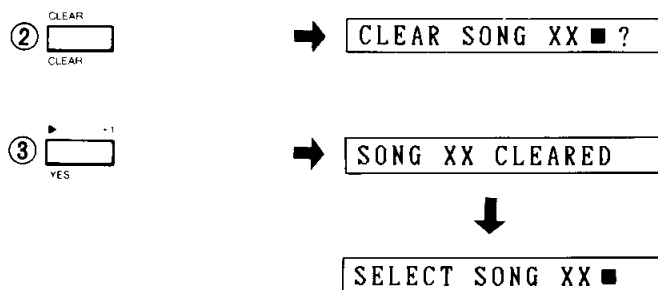 CLEAR
②
CLEAR
CLEAR SONG XX ■ ?
▶ +1
③
YES
SONG XX CLEARED
SELECT SONG XX ■